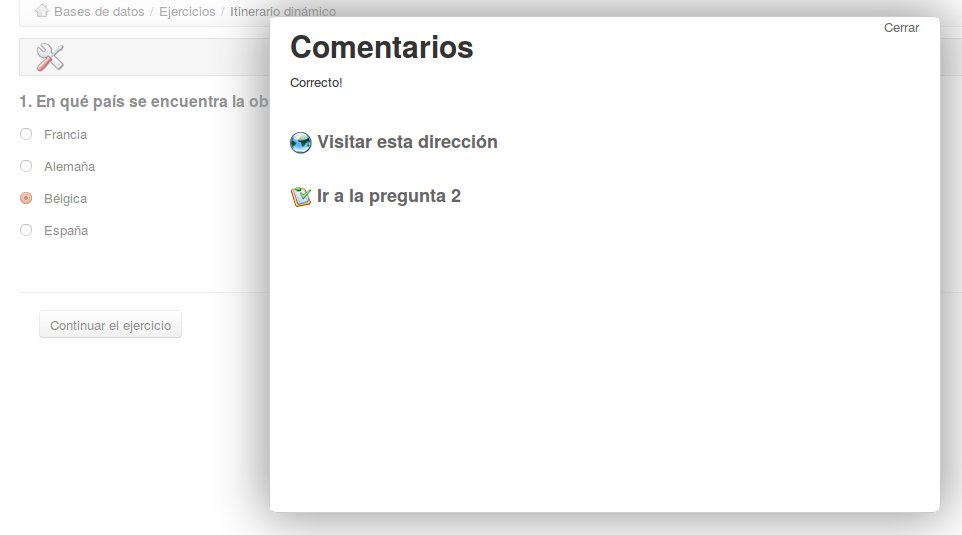 Bases de datos / Ejercicios / Itinerario dinámico
Cerrar
Comentarios
Correcto!
Visitar esta dirección
Ir a la pregunta 2
1. En qué país se encuentra la ob
Francia
Alemaña
Bélgica
España
Continuar el ejercicio